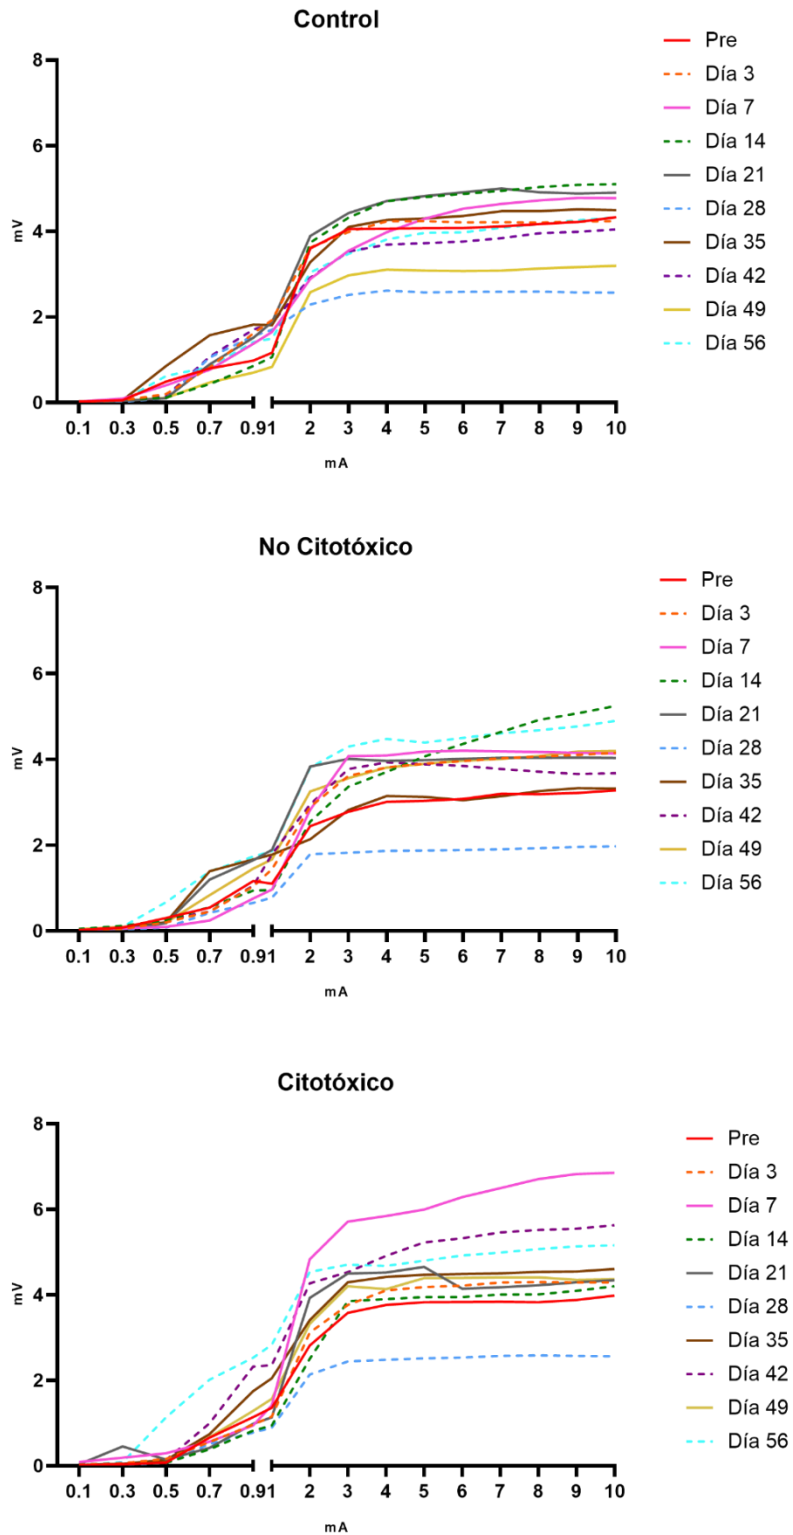 Control
8
6
4
2
0
mV
0.1 0.3 0.5 0.7 0.9 1 2 3 4 5 6 7 8 9 10
mA
Pre
Día 3
Día 7
Día 14
Día 21
Día 28
Día 35
Día 42
Día 49
Día 56
No Citotóxico
8
6
4
2
0
mV
0.1 0.3 0.5 0.7 0.9 1 2 3 4 5 6 7 8 9 10
mA
Pre
Día 3
Día 7
Día 14
Día 21
Día 28
Día 35
Día 42
Día 49
Día 56
Citotóxico
8
6
4
2
0
mV
0.1 0.3 0.5 0.7 0.9 1 2 3 4 5 6 7 8 9 10
mA
Pre
Día 3
Día 7
Día 14
Día 21
Día 28
Día 35
Día 42
Día 49
Día 56